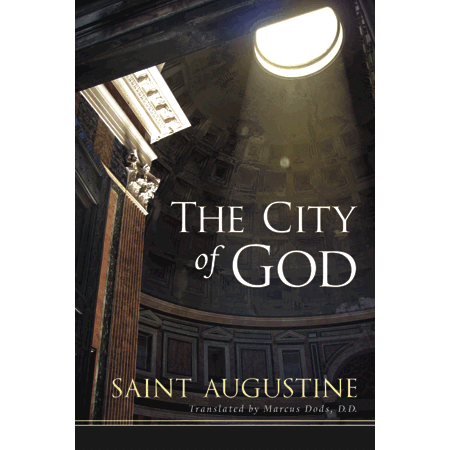 THE CITY
of GOD
SAINT AUGUSTINE
Translated by Marcus Dods, D.D.